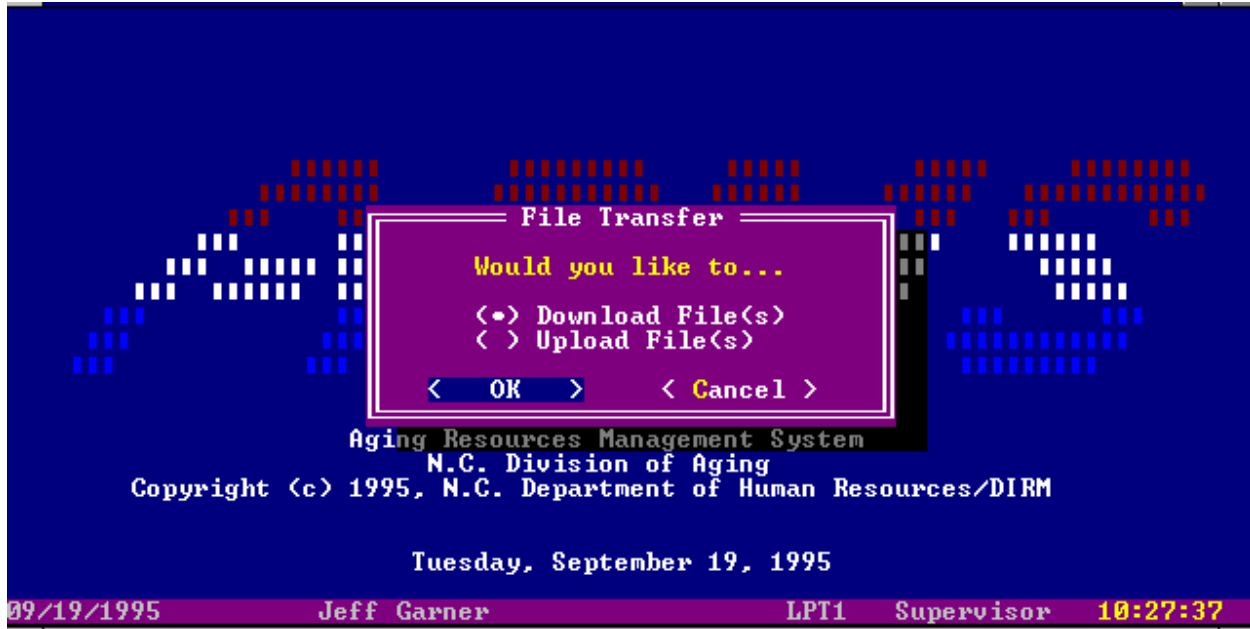 File Transfer
Would you like to...
(•) Download File(s)
( ) Upload File(s)
< OK > < Cancel >
Aging Resources Management System
N.C. Division of Aging
Copyright (c) 1995, N.C. Department of Human Resources/DIRM
Tuesday, September 19, 1995
09/19/1995 Jeff Garner LPT1 Supervisor 10:27:37